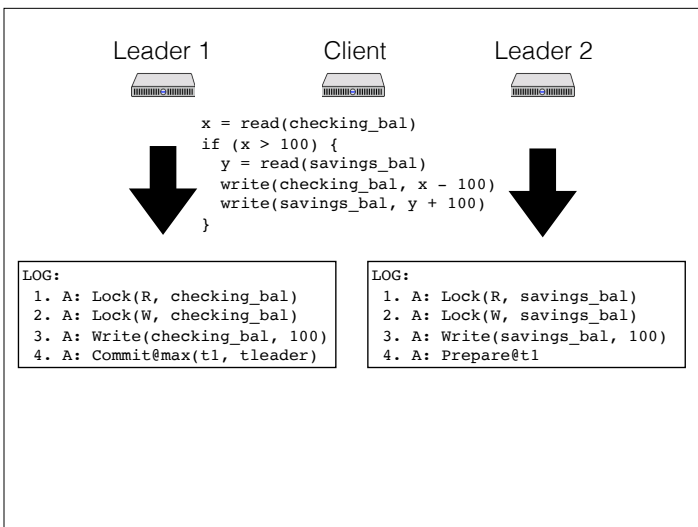 Leader 1
Client
Leader 2
x = read(checking_bal)
if (x > 100) {
  y = read(savings_bal)
  write(checking_bal, x - 100)
  write(savings_bal, y + 100)
}
LOG:
1. A: Lock(R, checking_bal)
2. A: Lock(W, checking_bal)
3. A: Write(checking_bal, 100)
4. A: Commit@max(t1, tleader)
LOG:
1. A: Lock(R, savings_bal)
2. A: Lock(W, savings_bal)
3. A: Write(savings_bal, 100)
4. A: Prepare@t1